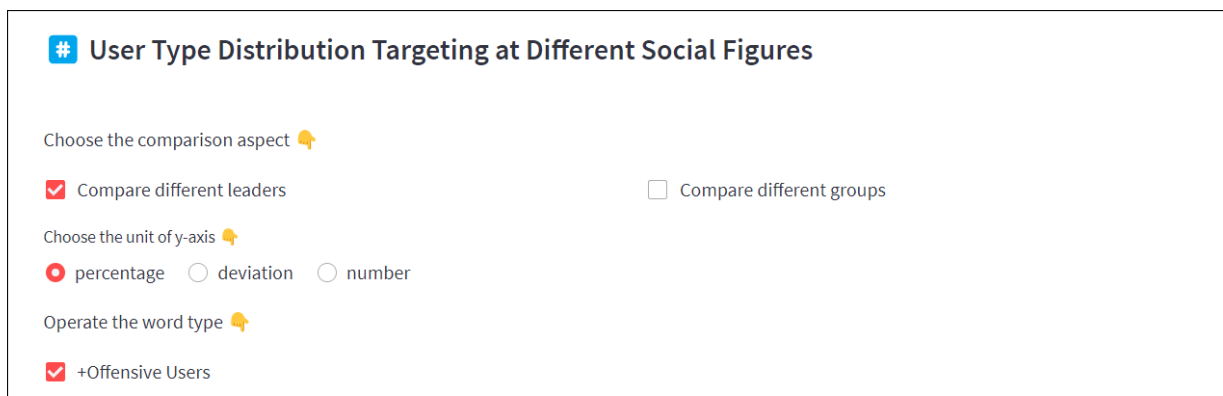 # User Type Distribution Targeting at Different Social Figures
Choose the comparison aspect 👇
Compare different leaders
Compare different groups
Choose the unit of y-axis 👇
percentage deviation number
Operate the word type 👇
+Offensive Users